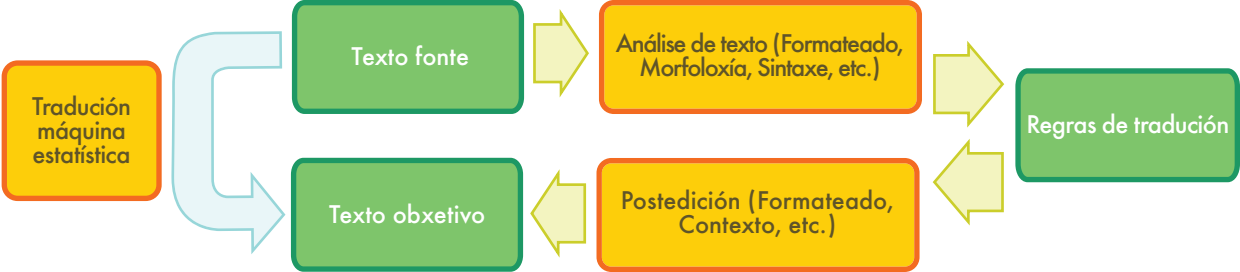 Texto fonte
Análise de texto (Formateado,
Morfoloxía, Sintaxe, etc.)
Tradución
máquina
estatística
Regras de tradución
Texto obxetivo
Postedición (Formateado,
Contexto, etc.)